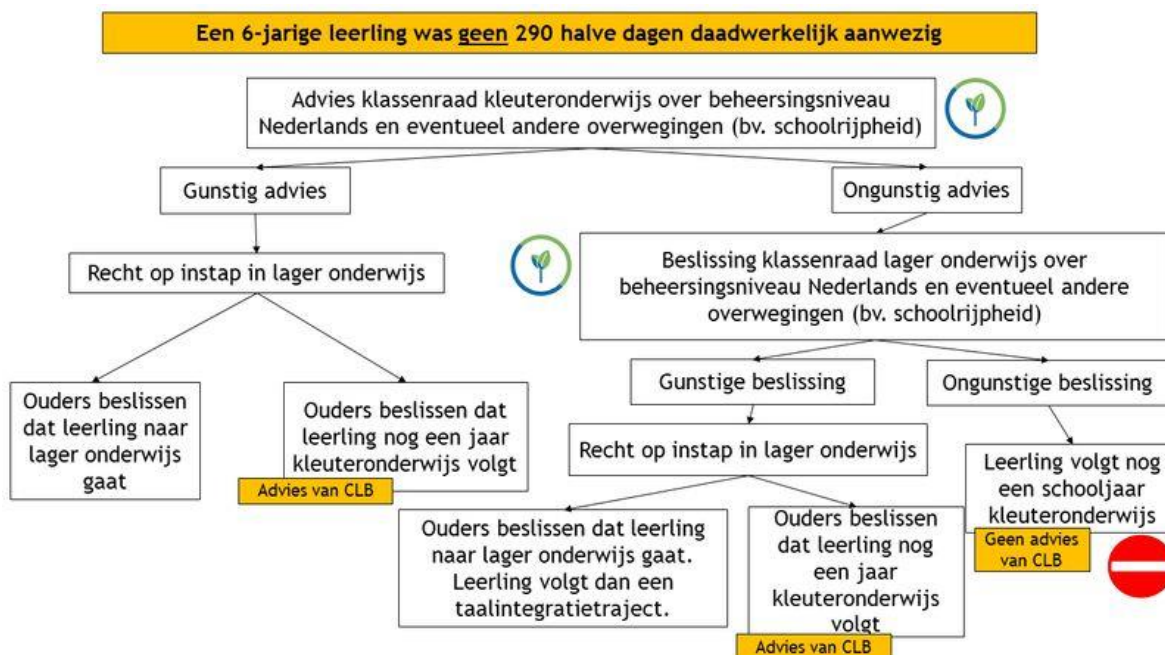 Een 6-jarige leerling was geen 290 halve dagen daadwerkelijk aanwezig
Advies klassenraad kleuteronderwijs over beheersingsniveau
Nederlands en eventueel andere overwegingen (bv. schoolrijpheid)
Gunstig advies
Ongunstig advies
Recht op instap in lager onderwijs
Beslissing klassenraad lager onderwijs over
beheersingsniveau Nederlands en eventueel andere
overwegingen (bv. schoolrijpheid)
Gunstige beslissing
Ongunstige beslissing
Ouders beslissen
dat leerling naar
lager onderwijs
gaat
Ouders beslissen dat
leerling nog een jaar
kleuteronderwijs volgt
Advies van CLB
Recht op instap in lager onderwijs
Leerling volgt nog
een schooljaar
kleuteronderwijs
Geen advies
van CLB
Ouders beslissen dat leerling
naar lager onderwijs gaat.
Leerling volgt dan een
taalintegratietraject.
Ouders beslissen
dat leerling nog
een jaar
kleuteronderwijs
volgt
Advies van CLB